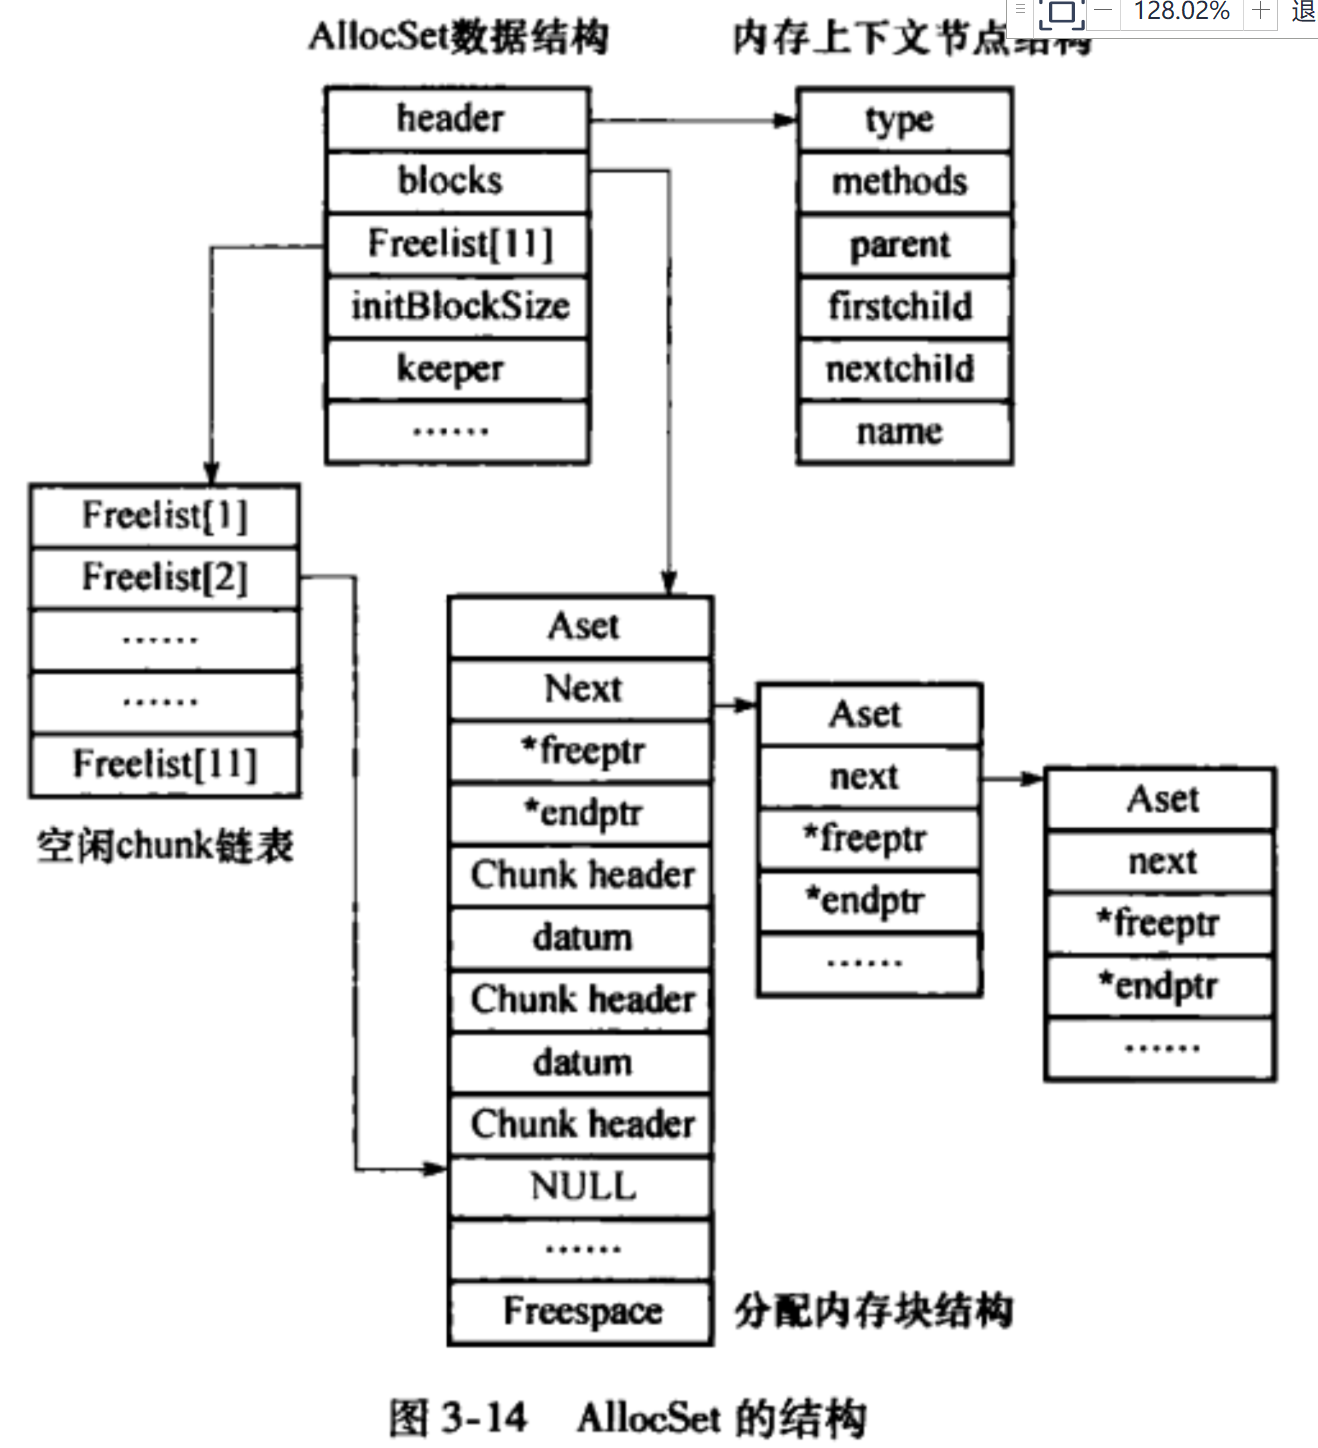 128.02%
退
AllocSet数据结构
内存上下文节点结构
header
blocks
Freelist[11]
initBlockSize
keeper
……
type
methods
parent
firstchild
nextchild
name
Freelist[1]
Freelist[2]
……
……
Freelist[11]
空闲chunk链表
Aset
Next
*freeptr
*endptr
Chunk header
datum
Chunk header
datum
Chunk header
NULL
……
Freespace
Aset
next
*freeptr
*endptr
……
Aset
next
*freeptr
*endptr
……
分配内存块结构
图 3-14 AllocSet 的结构